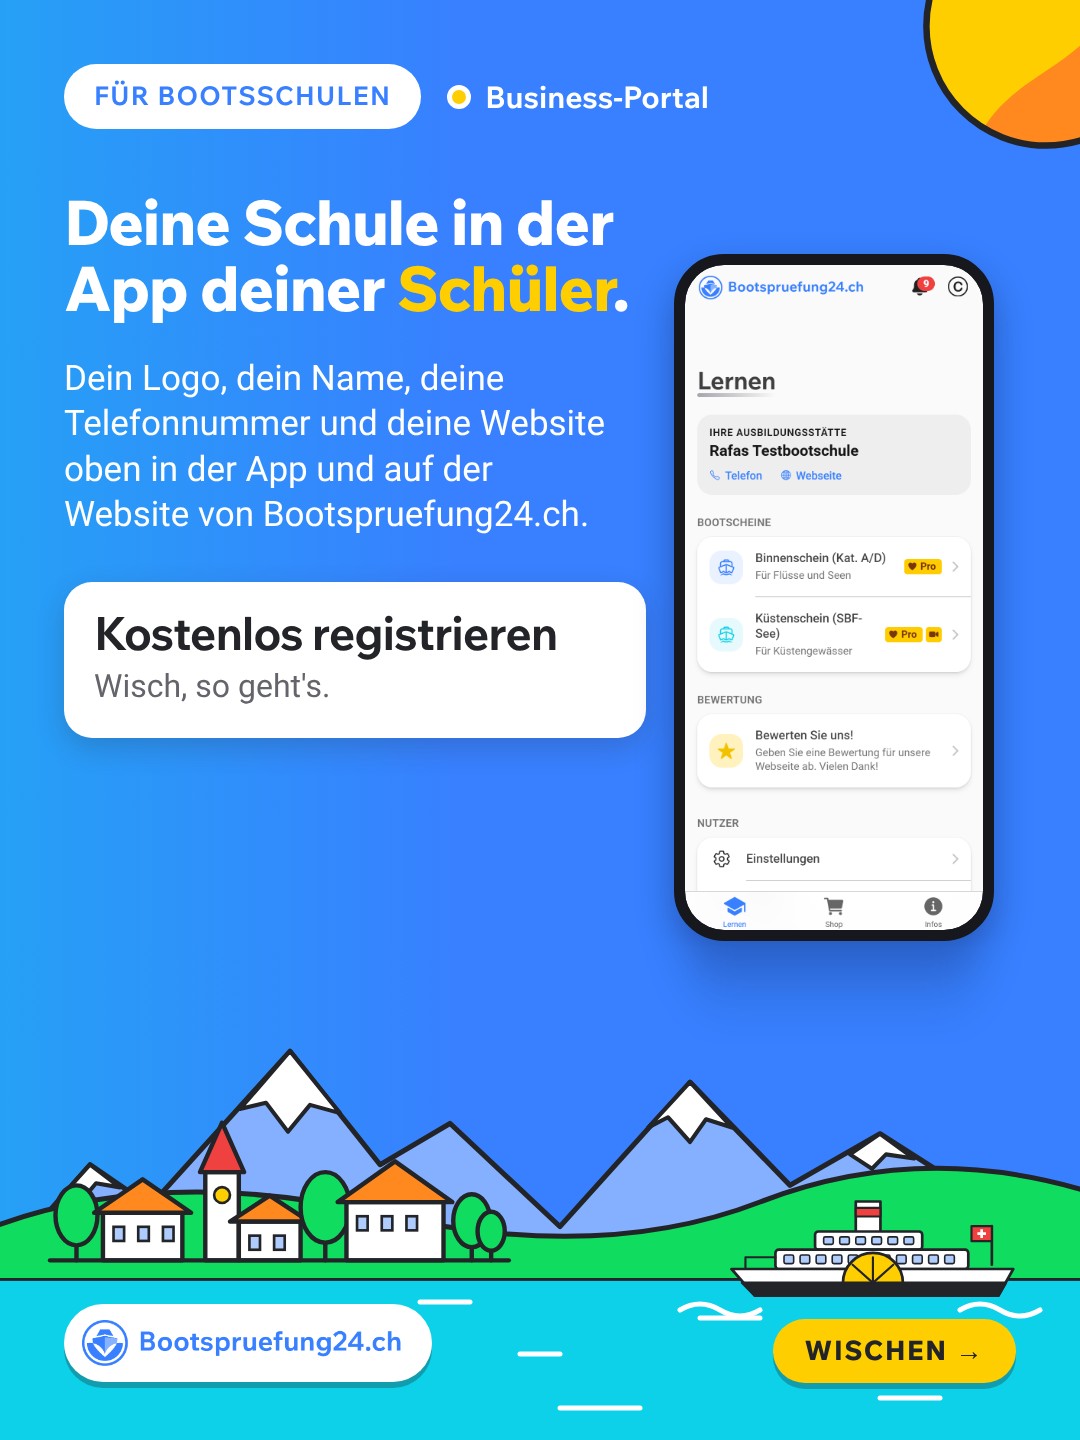 FÜR BOOTSSCHULEN
Business-Portal
Deine Schule in der
App deiner Schüler.
Dein Logo, dein Name, deine
Telefonnummer und deine Website
oben in der App und auf der
Website von Bootspruefung24.ch.
Kostenlos registrieren
Wisch, so geht's.
Bootspruefung24.ch
9
C
Lernen
IHRE AUSBILDUNGSSTÄTTE
Rafas Testbootschule
Telefon Webseite
BOOTSCHEINE
Binnenschein (Kat. A/D)
Für Flüsse und Seen
Pro
Küstenschein (SBF-
See)
Für Küstengewässer
Pro
BEWERTUNG
Bewerten Sie uns!
Geben Sie eine Bewertung für unsere
Webseite ab. Vielen Dank!
NUTZER
Einstellungen
Lernen Shop Infos
Bootspruefung24.ch
WISCHEN →